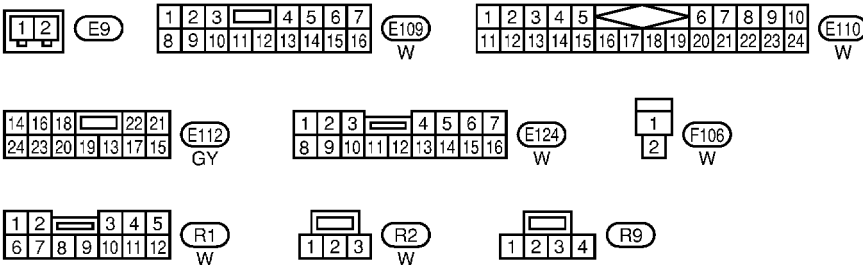 1 2 E9
1 2 3 4 5 6 7
8 9 10 11 12 13 14 15 16
E109
W
1 2 3 4 5 6 7 8 9 10
11 12 13 14 15 16 17 18 19 20 21 22 23 24
E110
W
14 16 18 22 21
24 23 20 19 13 17 15
E112
GY
1 2 3 4 5 6 7
8 9 10 11 12 13 14 15 16
E124
W
1
2
F106
W
1 2 3 4 5
6 7 8 9 10 11 12
R1
W
1 2 3
R2
W
1 2 3 4
R9